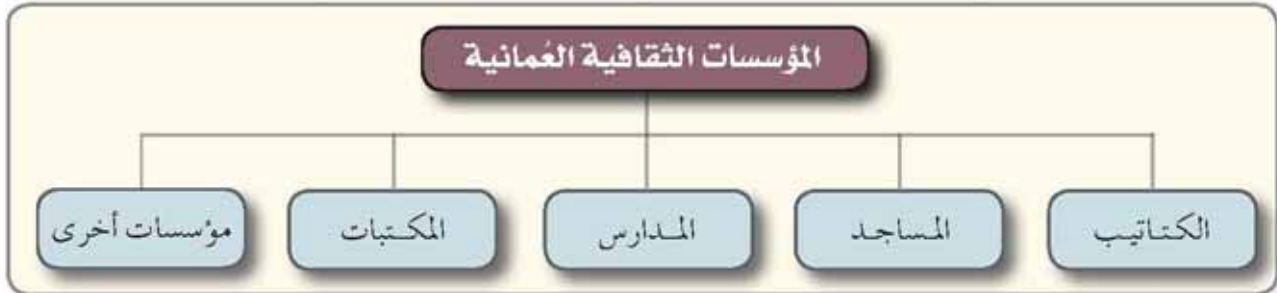 المؤسسات الثقافية العُمانية
الكتاتيب
المساجد
المدارس
المكتبات
مؤسسات أخرى